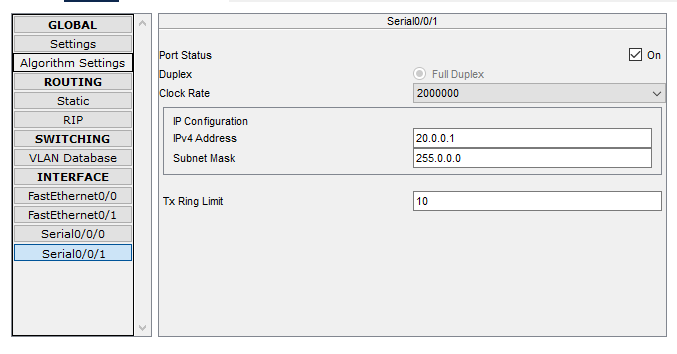 GLOBAL
Settings
Algorithm Settings
ROUTING
Static
RIP
SWITCHING
VLAN Database
INTERFACE
FastEthernet0/0
FastEthernet0/1
Serial0/0/0
Serial0/0/1
Serial0/0/1
Port Status On
Duplex Full Duplex
Clock Rate 2000000
IP Configuration
IPv4 Address 20.0.0.1
Subnet Mask 255.0.0.0
Tx Ring Limit 10